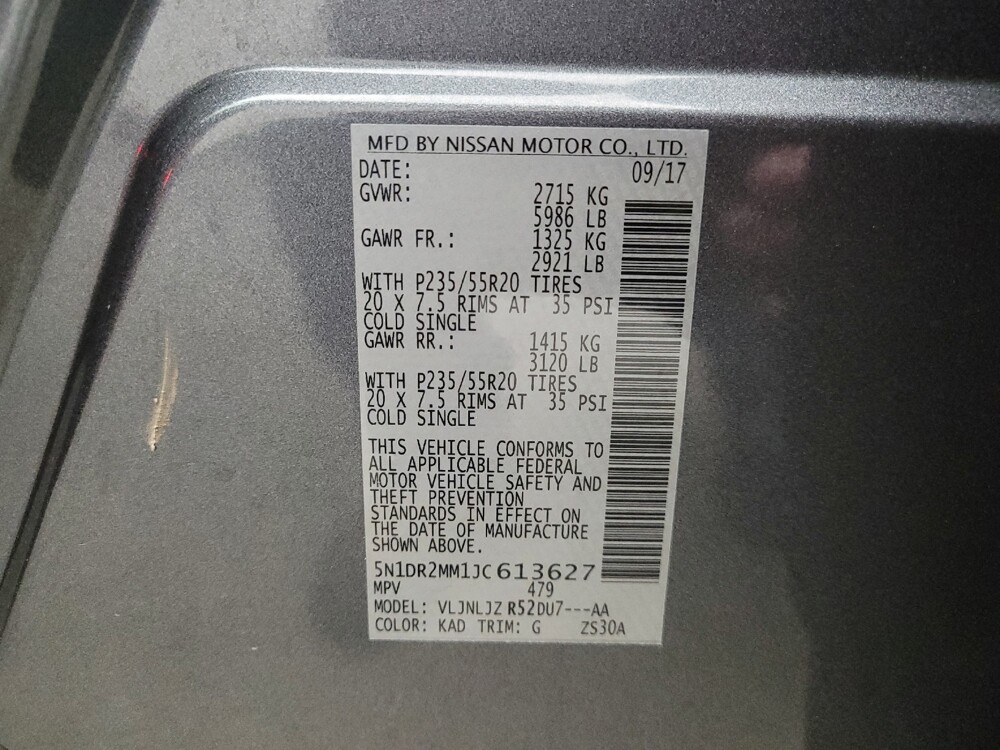 MFD BY NISSAN MOTOR CO., LTD.
DATE: 09/17
GVWR: 2715 KG
5986 LB
GAWR FR.: 1325 KG
2921 LB
WITH P235/55R20 TIRES
20 X 7.5 RIMS AT 35 PSI
COLD SINGLE
GAWR RR.: 1415 KG
3120 LB
WITH P235/55R20 TIRES
20 X 7.5 RIMS AT 35 PSI
COLD SINGLE
THIS VEHICLE CONFORMS TO
ALL APPLICABLE FEDERAL
MOTOR VEHICLE SAFETY AND
THEFT PREVENTION
STANDARDS IN EFFECT ON
THE DATE OF MANUFACTURE
SHOWN ABOVE.
5N1DR2MM1JC613627
MPV 479
MODEL: VLJNLJZ R52DU7---AA
COLOR: KAD TRIM: G ZS30A